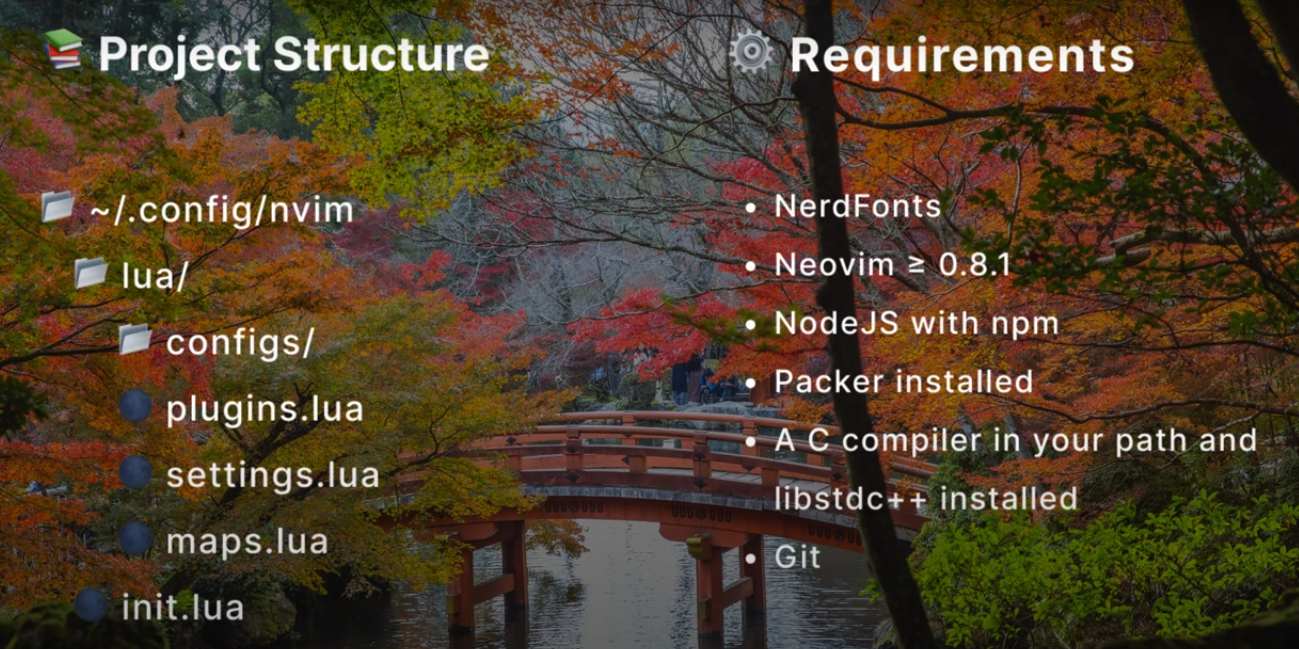 Project Structure
~/.config/nvim
lua/
configs/
plugins.lua
settings.lua
maps.lua
init.lua
Requirements
• NerdFonts
• Neovim ≥ 0.8.1
• NodeJS with npm
• Packer installed
• A C compiler in your path and
libstdc++ installed
• Git